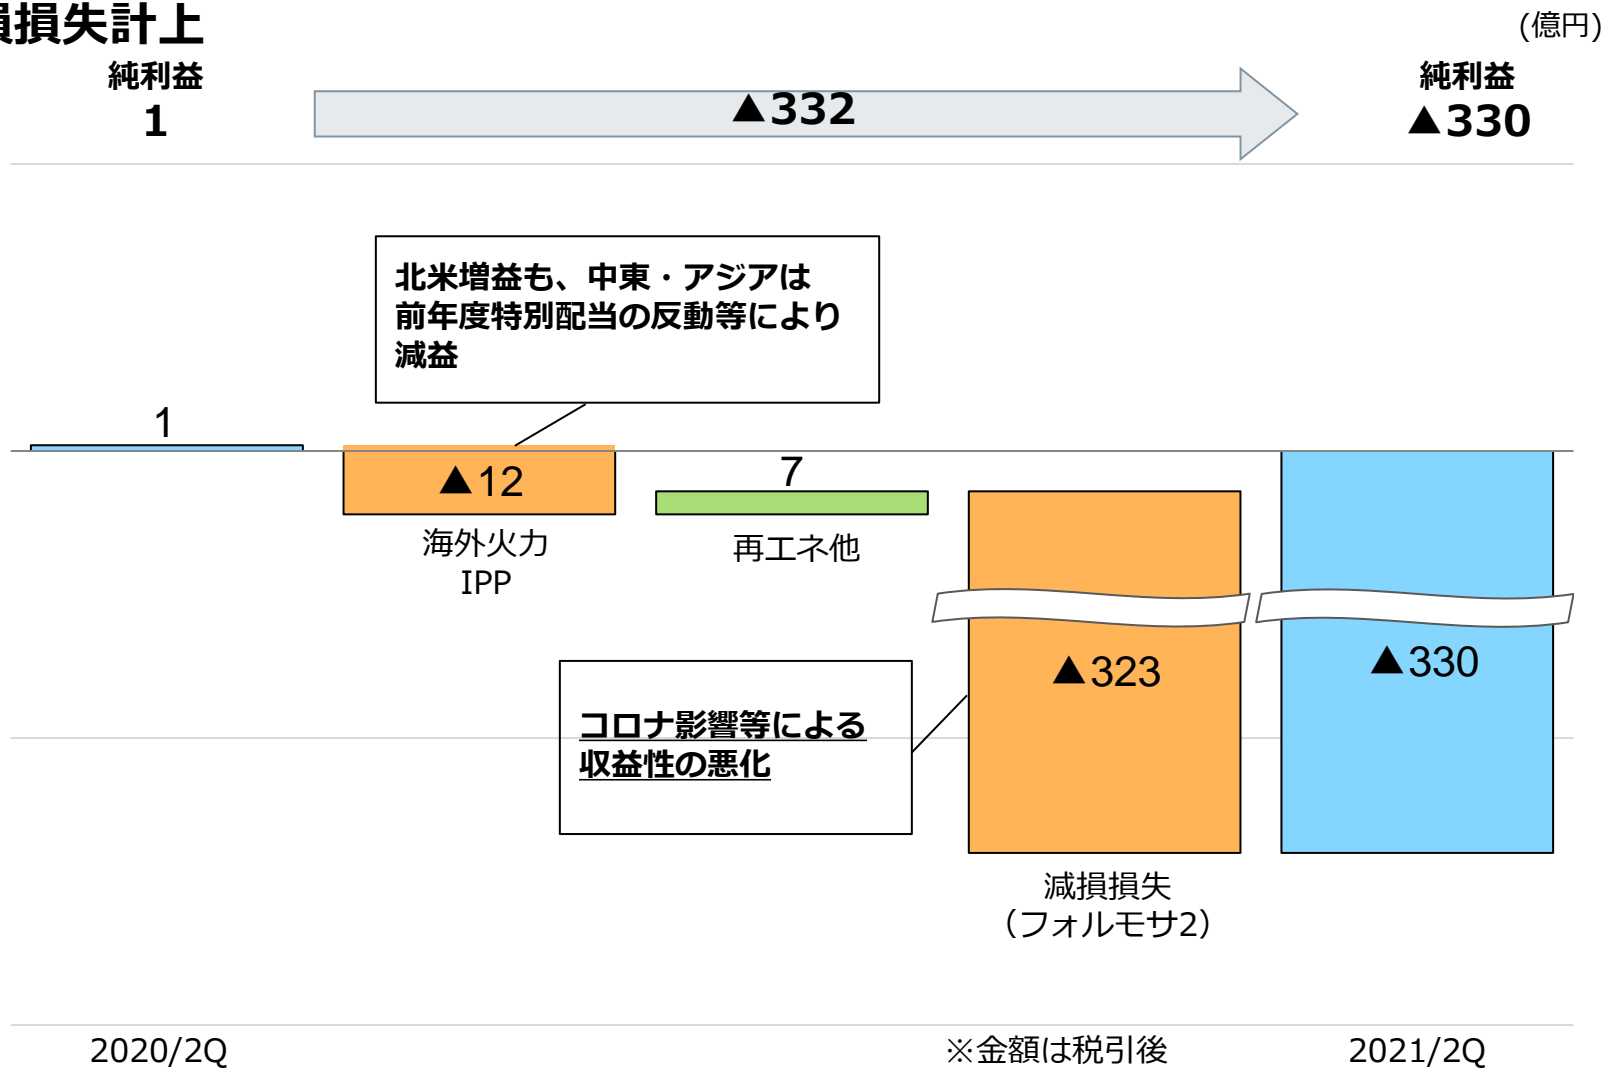 損損失計上
(億円)
純利益
1
▲332
純利益
▲330
北米増益も、中東・アジアは
前年度特別配当の反動等により
減益
1
▲12
7
海外火力
IPP
再エネ他
▲323
▲330
コロナ影響等による
収益性の悪化
減損損失
（フォルモサ2）
2020/2Q
※金額は税引後
2021/2Q